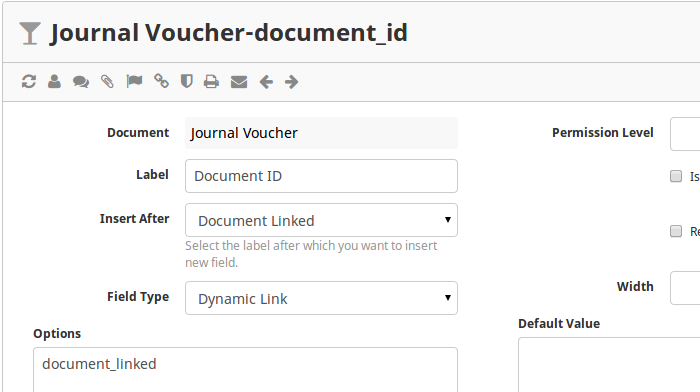 Journal Voucher-document_id
Document
Journal Voucher
Label
Document ID
Insert After
Document Linked
Select the label after which you want to insert
new field.
Field Type
Dynamic Link
Options
document_linked
Permission Level
Is
Re
Width
Default Value